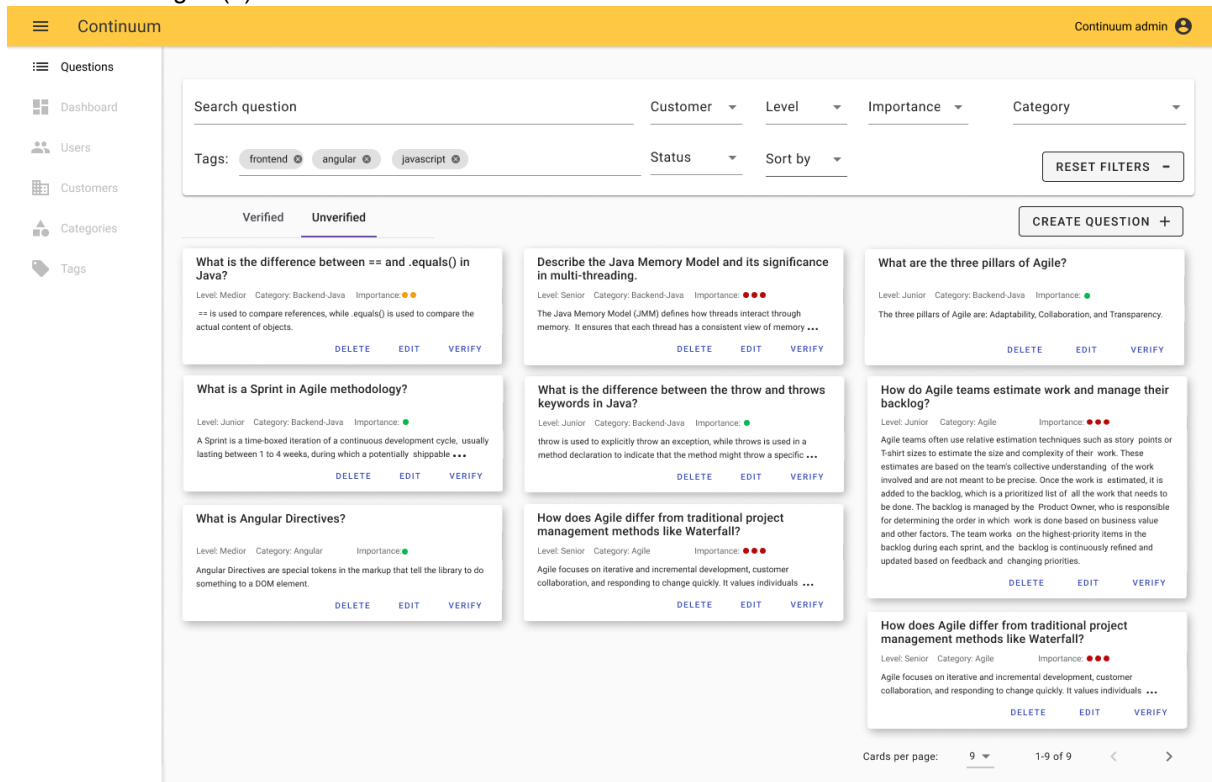 Continuum
Continuum admin
Questions
Dashboard
Users
Customers
Categories
Tags
Search question
Customer
Level
Importance
Category
Tags:
frontend
angular
javascript
Status
Sort by
RESET FILTERS -
Verified
Unverified
CREATE QUESTION +
What is the difference between == and .equals() in
Java?
Level: Medior Category: Backend-Java Importance:
== is used to compare references, while .equals() is used to compare the
actual content of objects.
DELETE EDIT VERIFY
What is a Sprint in Agile methodology?
Level: Junior Category: Backend-Java Importance:
A Sprint is a time-boxed iteration of a continuous development cycle, usually
lasting between 1 to 4 weeks, during which a potentially shippable ...
DELETE EDIT VERIFY
What is Angular Directives?
Level: Medior Category: Angular Importance:
Angular Directives are special tokens in the markup that tell the library to do
something to a DOM element.
DELETE EDIT VERIFY
Describe the Java Memory Model and its significance
in multi-threading.
Level: Senior Category: Backend-Java Importance:
The Java Memory Model (JMM) defines how threads interact through
memory. It ensures that each thread has a consistent view of memory ...
DELETE EDIT VERIFY
What is the difference between the throw and throws
keywords in Java?
Level: Junior Category: Backend-Java Importance:
throw is used to explicitly throw an exception, while throws is used in a
method declaration to indicate that the method might throw a specific ...
DELETE EDIT VERIFY
How does Agile differ from traditional project
management methods like Waterfall?
Level: Senior Category: Agile Importance:
Agile focuses on iterative and incremental development, customer
collaboration, and responding to change quickly. It values individuals ...
DELETE EDIT VERIFY
What are the three pillars of Agile?
Level: Junior Category: Backend-Java Importance:
The three pillars of Agile are: Adaptability, Collaboration, and Transparency.
DELETE EDIT VERIFY
How do Agile teams estimate work and manage their
backlog?
Level: Junior Category: Agile Importance:
Agile teams often use relative estimation techniques such as story points or
T-shirt sizes to estimate the size and complexity of their work. These
estimates are based on the team's collective understanding of the work
involved and are not meant to be precise. Once the work is estimated, it is
added to the backlog, which is a prioritized list of all the work that needs to
be done. The backlog is managed by the Product Owner, who is responsible
for determining the order in which work is done based on business value
and other factors. The team works on the highest-priority items in the
backlog during each sprint, and the backlog is continuously refined and
updated based on feedback and changing priorities.
DELETE EDIT VERIFY
How does Agile differ from traditional project
management methods like Waterfall?
Level: Senior Category: Agile Importance:
Agile focuses on iterative and incremental development, customer
collaboration, and responding to change quickly. It values individuals ...
DELETE EDIT VERIFY
Cards per page: 9 1-9 of 9